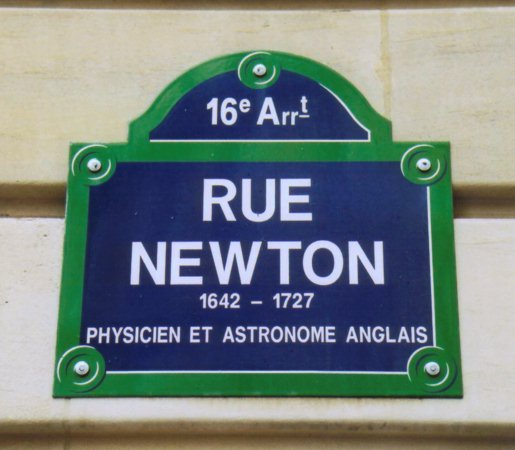 16e Arrt
RUE
NEWTON
1642 - 1727
PHYSICIEN ET ASTRONOME ANGLAIS